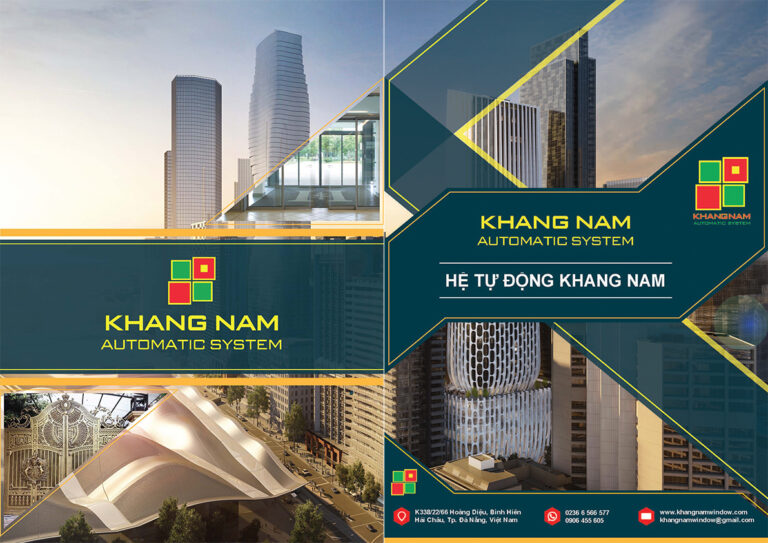 KHANG NAM
AUTOMATIC SYSTEM
KHANG NAM
AUTOMATIC SYSTEM
HỆ TỰ ĐỘNG KHANG NAM
KHANGNAM
AUTOMATIC SYSTEM
K338/22/66 Hoàng Diệu, Bình Hiên
Hải Châu, Tp. Đà Nẵng, Việt Nam
0236 6 566 577
0906 455 605
www.khangnamwindow.com
khangnamwindow@gmail.com